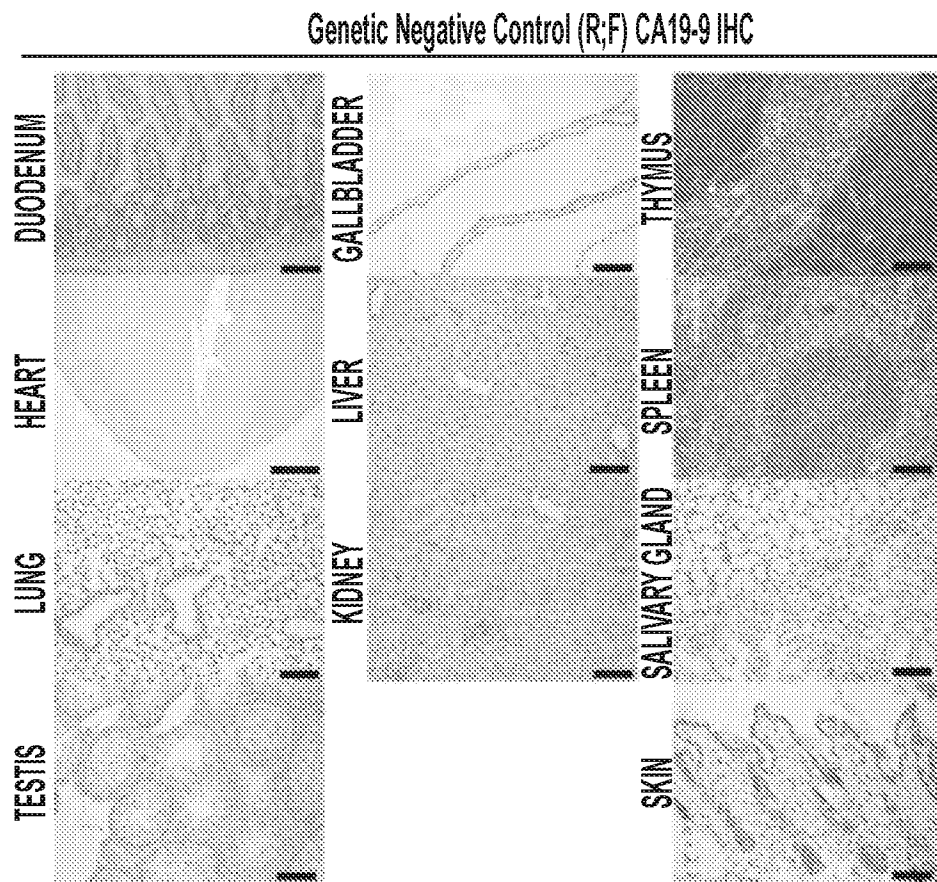 Genetic Negative Control (R;F) CA19-9 IHC
DUODENUM
GALLBLADDER
THYMUS
HEART
LIVER
SPLEEN
LUNG
KIDNEY
SALIVARY GLAND
TESTIS
SKIN